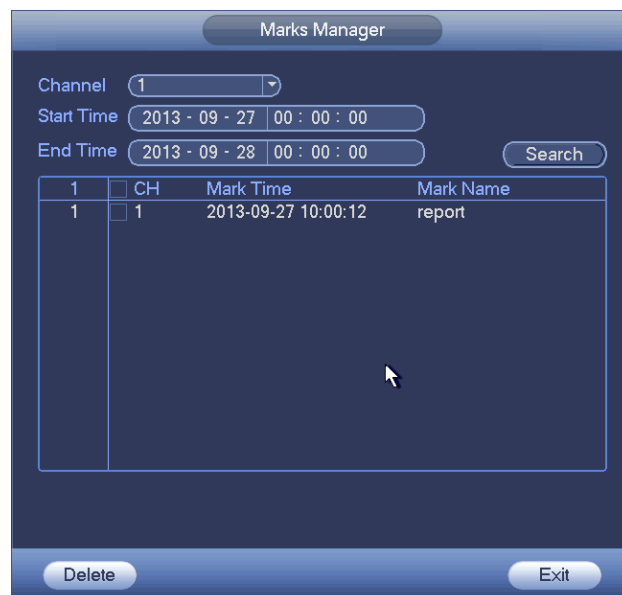 Marks Manager
Channel 1
Start Time 2013 - 09 - 27 00 : 00 : 00
End Time 2013 - 09 - 28 00 : 00 : 00 Search
1 CH Mark Time Mark Name
1 1 2013-09-27 10:00:12 report
Delete Exit